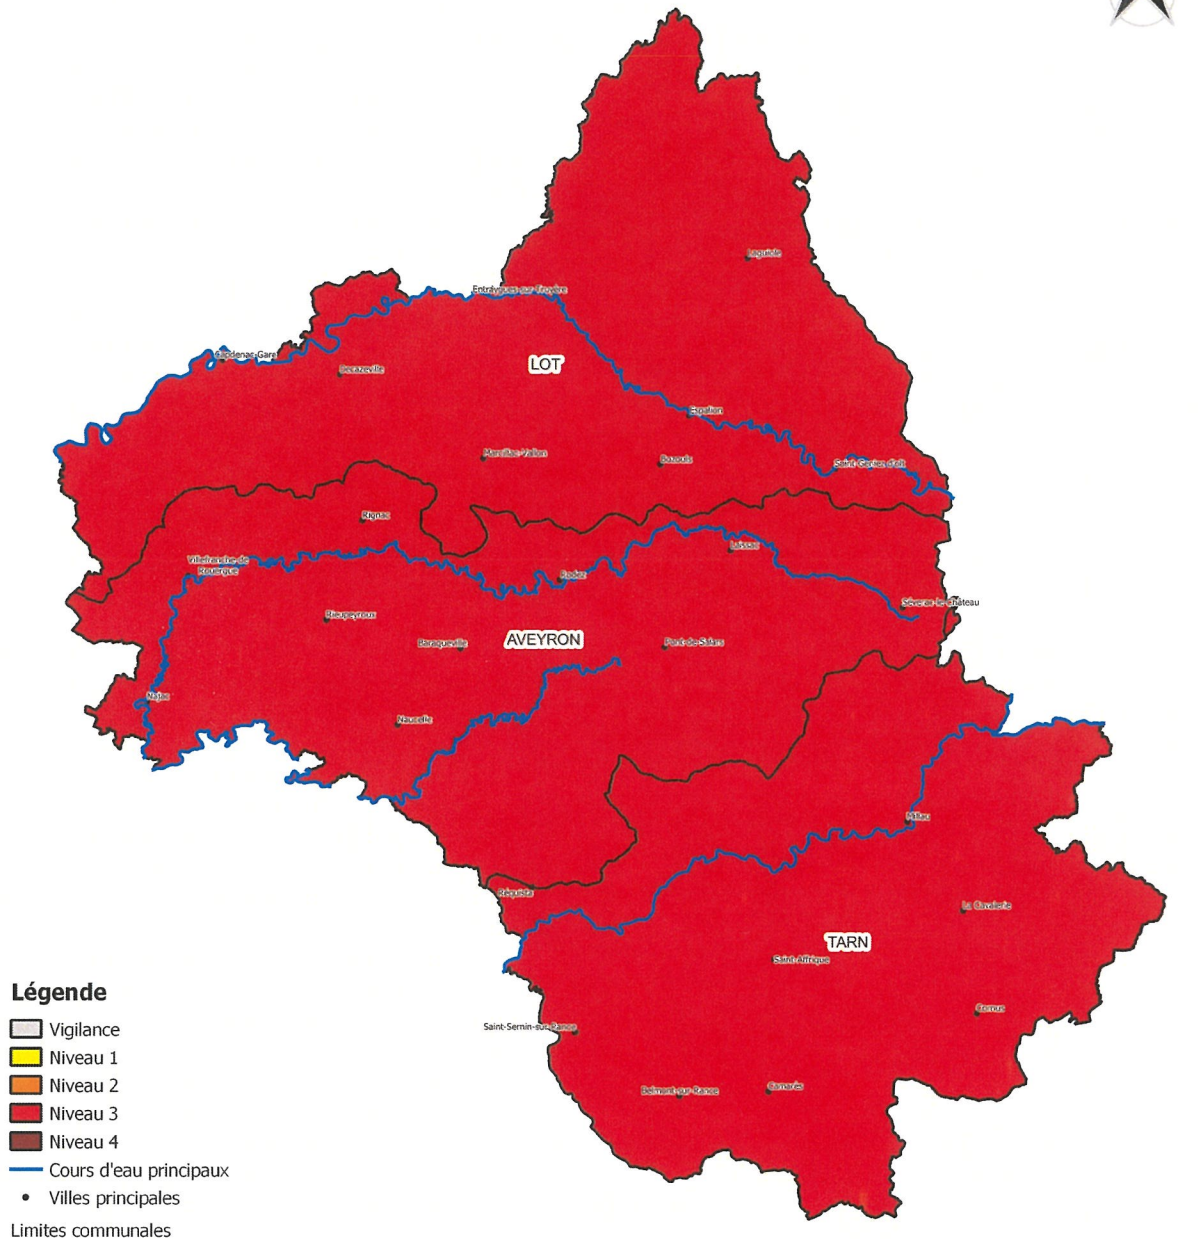 Laguiole
Entraygues-sur-Truyère
Capdenac-Gare
LOT
Decazeville
Espalion
Marcillac-Vallon
Bozouls
Saint Geniez d'olt
Rignac
Laissac
Villefranche-de
Rouergue
Rodez
Séverac-le-Château
Rieupeyroux
AVEYRON
Baraqueville
Pont-de-Salars
Najac
Naucelle
Millau
Réquista
La Cavalerie
TARN
Saint-Affrique
Légende
Cornus
Saint-Sernin-sur-Rance
Vigilance
Niveau 1
Niveau 2
Belmont-sur-Rance
Camarès
Niveau 3
Niveau 4
Cours d'eau principaux
Villes principales
Limites communales